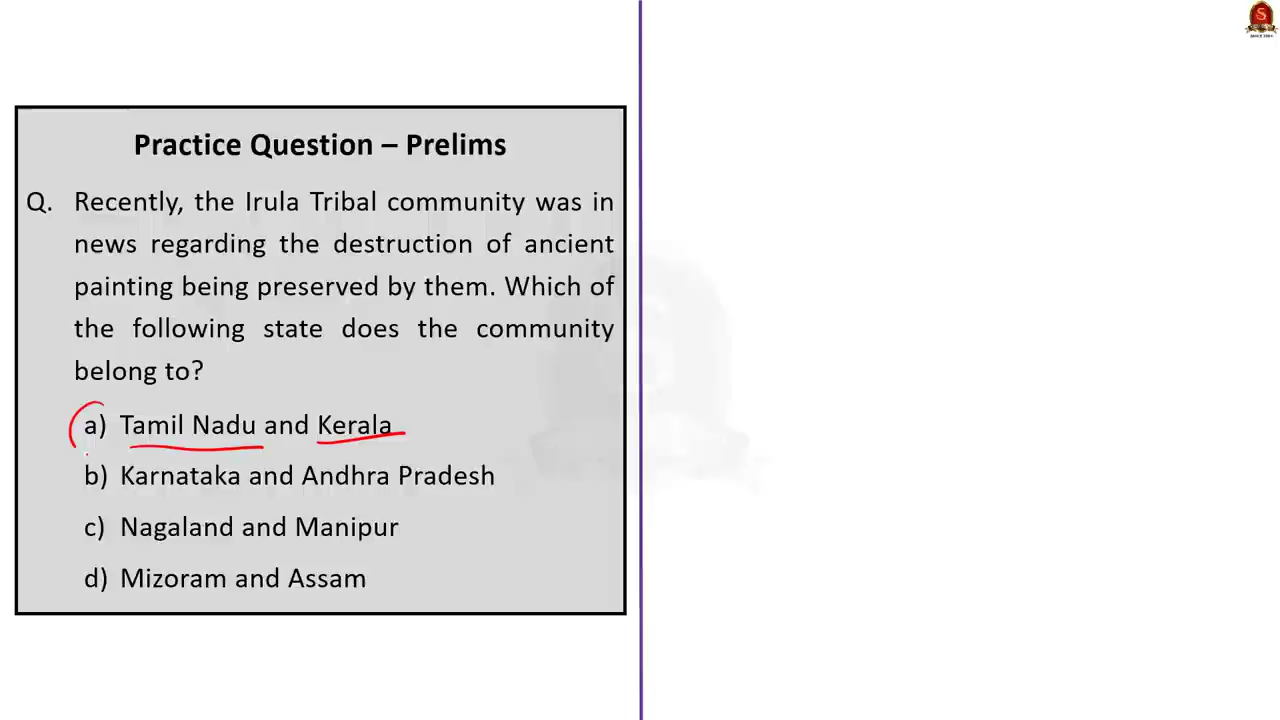 Practice Question – Prelims
Q. Recently, the Irula Tribal community was in
news regarding the destruction of ancient
painting being preserved by them. Which of
the following state does the community
belong to?
a) Tamil Nadu and Kerala
b) Karnataka and Andhra Pradesh
c) Nagaland and Manipur
d) Mizoram and Assam